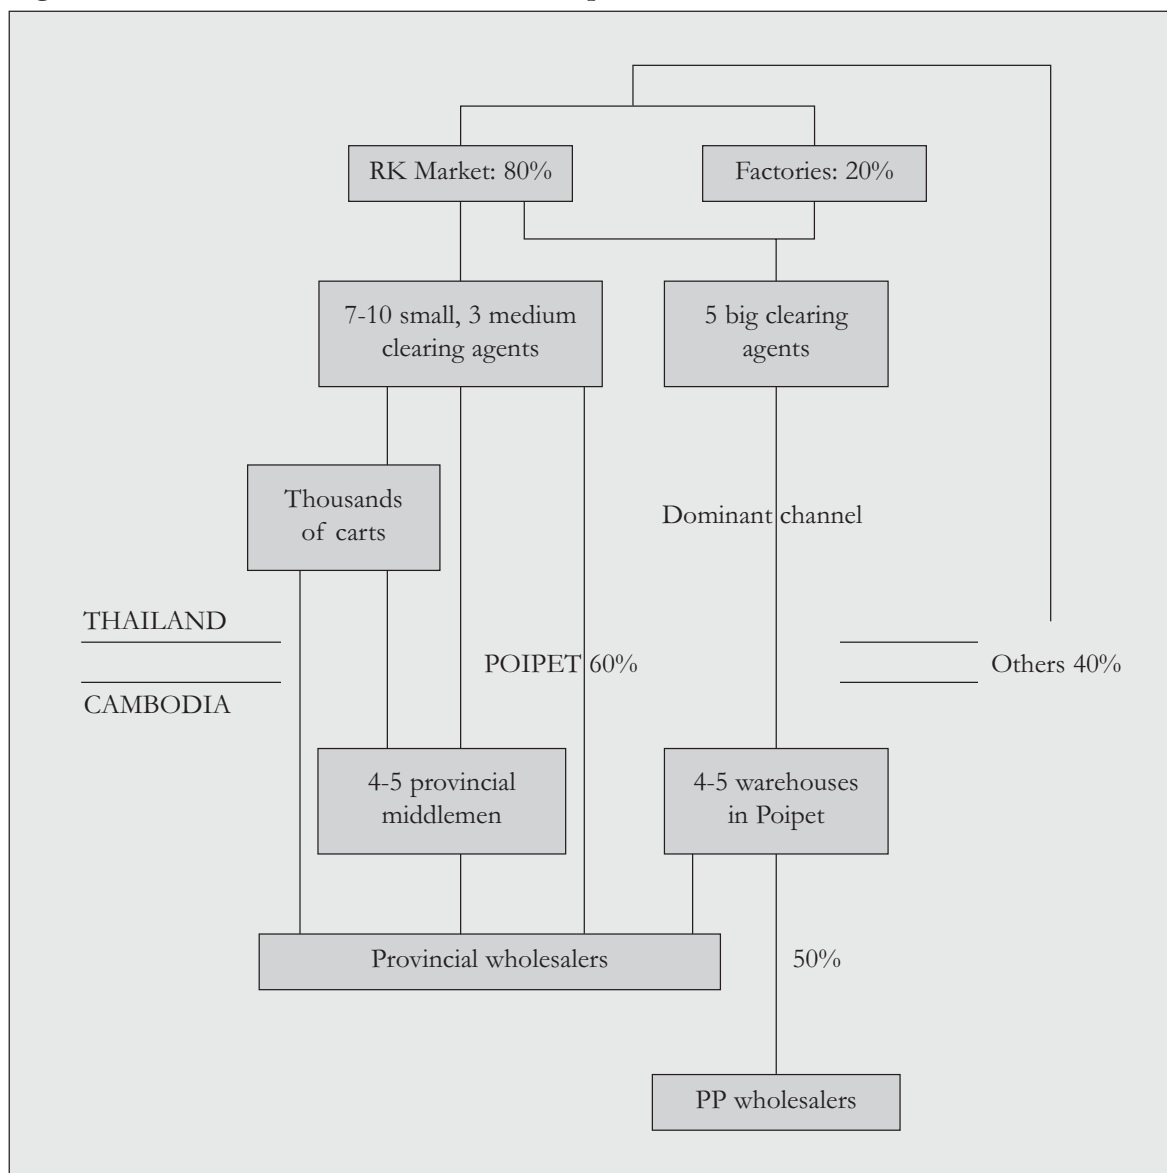 RK Market: 80%
Factories: 20%
7-10 small, 3 medium
clearing agents
5 big clearing
agents
Thousands
of carts
Dominant channel
THAILAND
POIPET 60%
Others 40%
CAMBODIA
4-5 provincial
middlemen
4-5 warehouses
in Poipet
Provincial wholesalers
50%
PP wholesalers